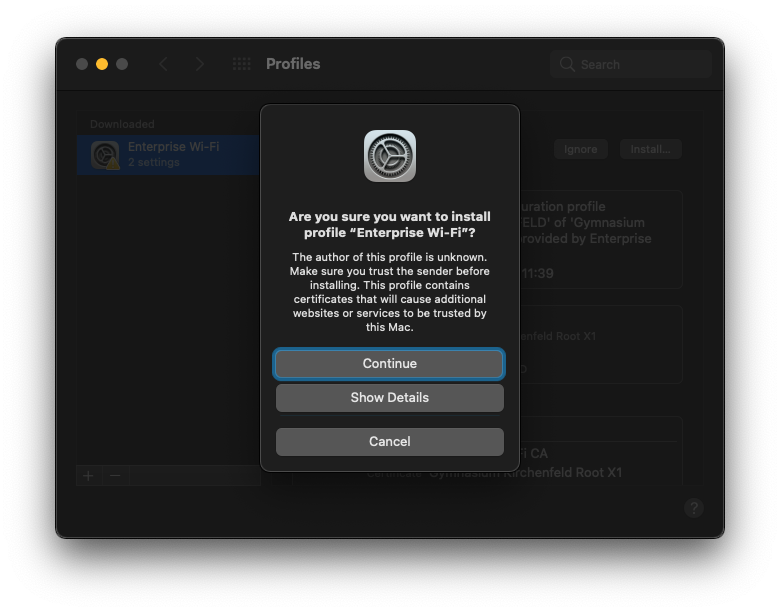 Profiles
Search
Downloaded
Enterprise Wi-Fi
2 settings
Ignore
Install...
uration profile
ELD' of 'Gymnasium
rovided by Enterprise
11:39
enfeld Root X1
Fi CA
Certificate Gymnasium Kirchenfeld Root X1
Are you sure you want to install
profile “Enterprise Wi-Fi”?
The author of this profile is unknown.
Make sure you trust the sender before
installing. This profile contains
certificates that will cause additional
websites or services to be trusted by
this Mac.
Continue
Show Details
Cancel
?